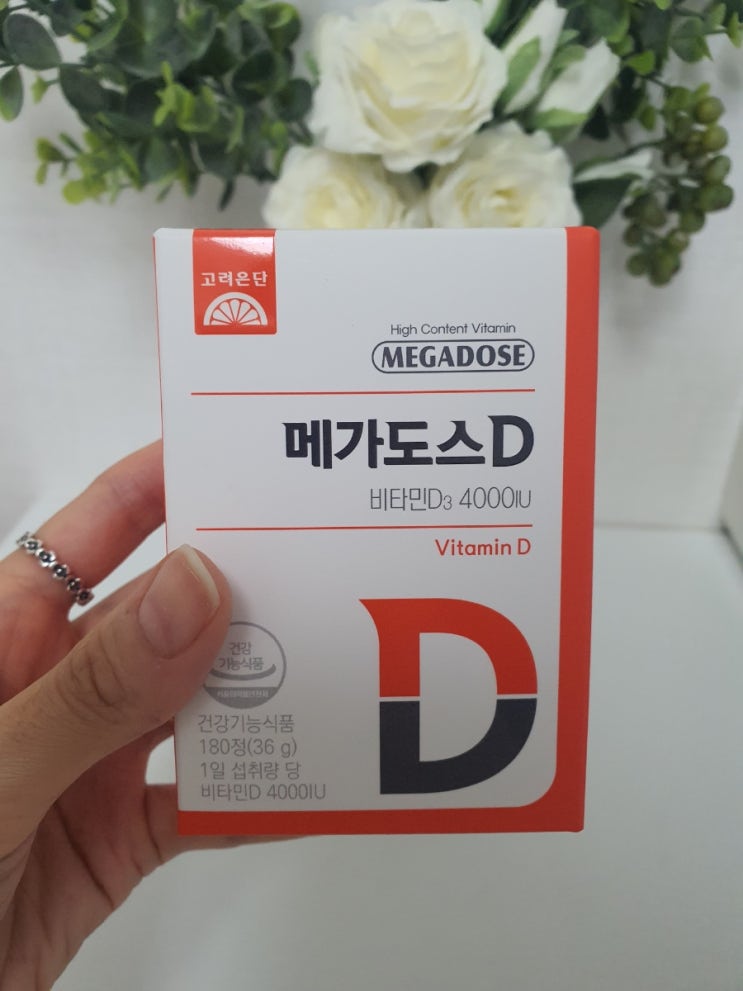 고려은단
High Content Vitamin
MEGADOSE
메가도스D
비타민D3 4000IU
Vitamin D
D
건강
기능식품
건강기능식품
180정(36 g)
1일 섭취량 당
비타민D 4000IU